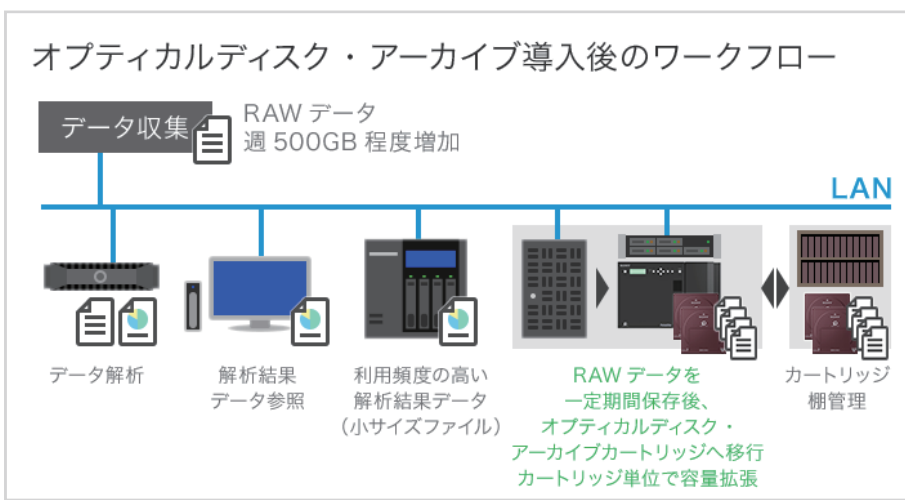 オプティカルディスク・アーカイブ導入後のワークフロー
データ収集
RAW データ
週 500GB 程度増加
LAN
データ解析
解析結果
データ参照
利用頻度の高い
解析結果データ
（小サイズファイル）
RAW データを
一定期間保存後、
オプティカルディスク・
アーカイブカートリッジへ移行
カートリッジ単位で容量拡張
カートリッジ
棚管理